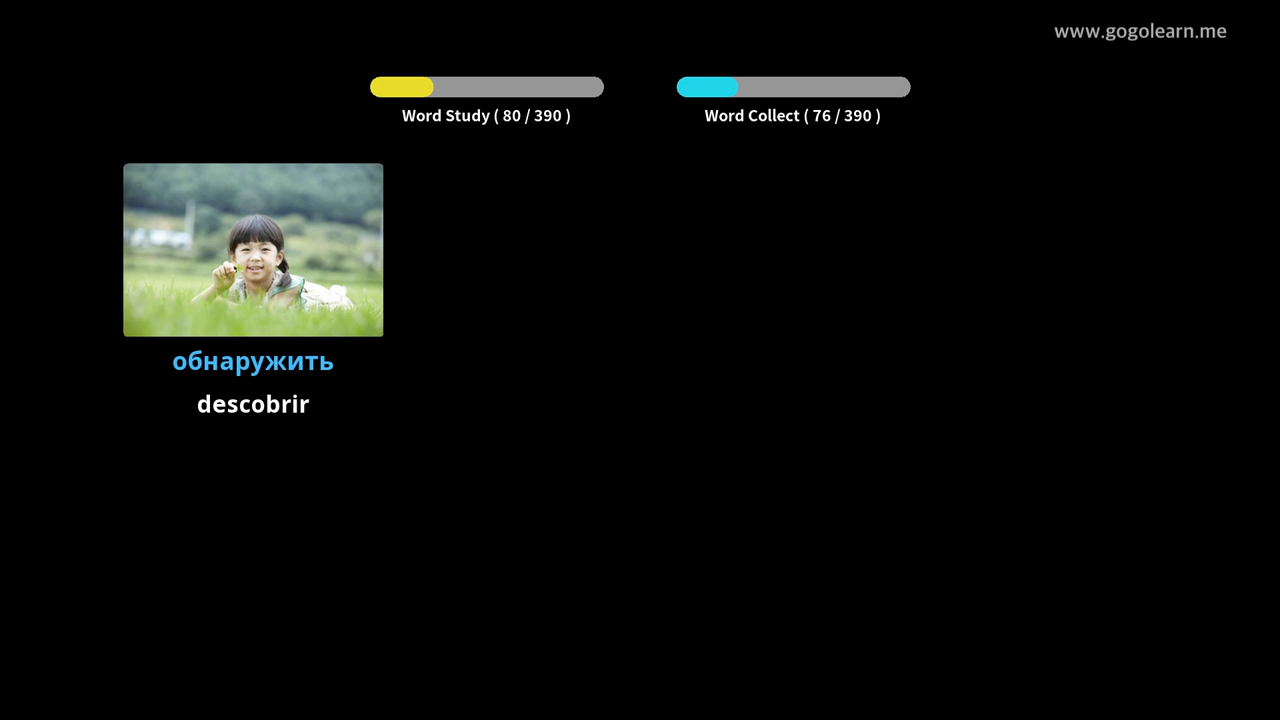 www.gogolearn.me
Word Study ( 80 / 390 )
Word Collect ( 76 / 390 )
обнаружить
descobrir